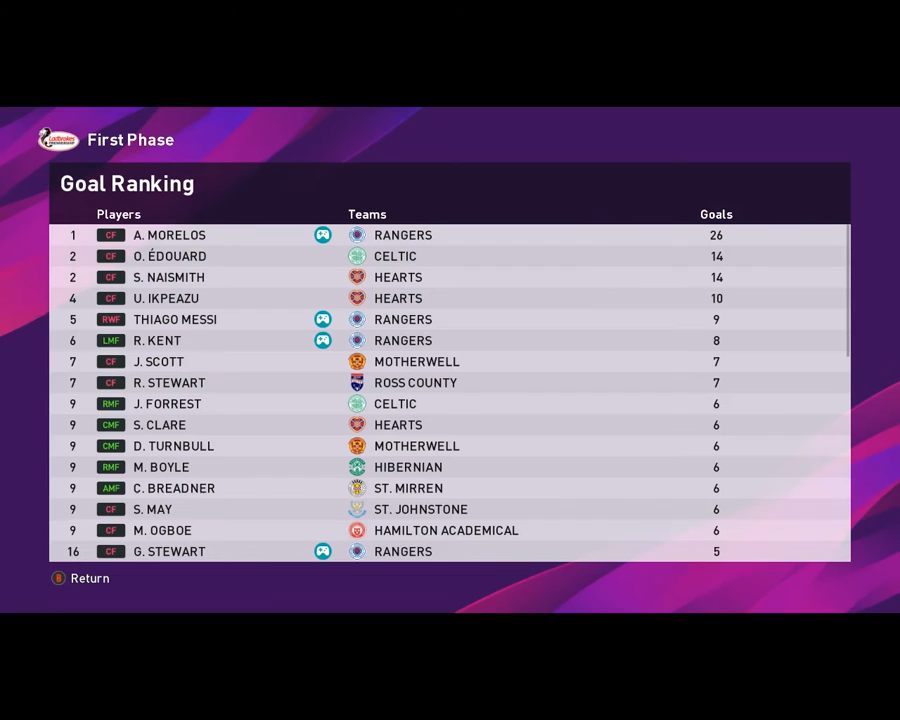 Ladbrokes
First Phase
Goal Ranking
Players Teams Goals
1 CF A. MORELOS RANGERS 26
2 CF O. ÉDOUARD CELTIC 14
2 CF S. NAISMITH HEARTS 14
4 CF U. IKPEAZU HEARTS 10
5 RWF THIAGO MESSI RANGERS 9
6 LMF R. KENT RANGERS 8
7 CF J. SCOTT MOTHERWELL 7
7 CF R. STEWART ROSS COUNTY 7
9 RMF J. FORREST CELTIC 6
9 CMF S. CLARE HEARTS 6
9 CMF D. TURNBULL MOTHERWELL 6
9 RMF M. BOYLE HIBERNIAN 6
9 AMF C. BREADNER ST. MIRREN 6
9 CF S. MAY ST. JOHNSTONE 6
9 CF M. OGBOE HAMILTON ACADEMICAL 6
16 CF G. STEWART RANGERS 5
B Return